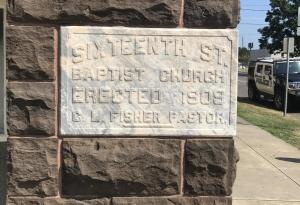 SIXTEENTH ST.
BAPTIST CHURCH
ERECTED 1909
C. L. FISHER PASTOR.